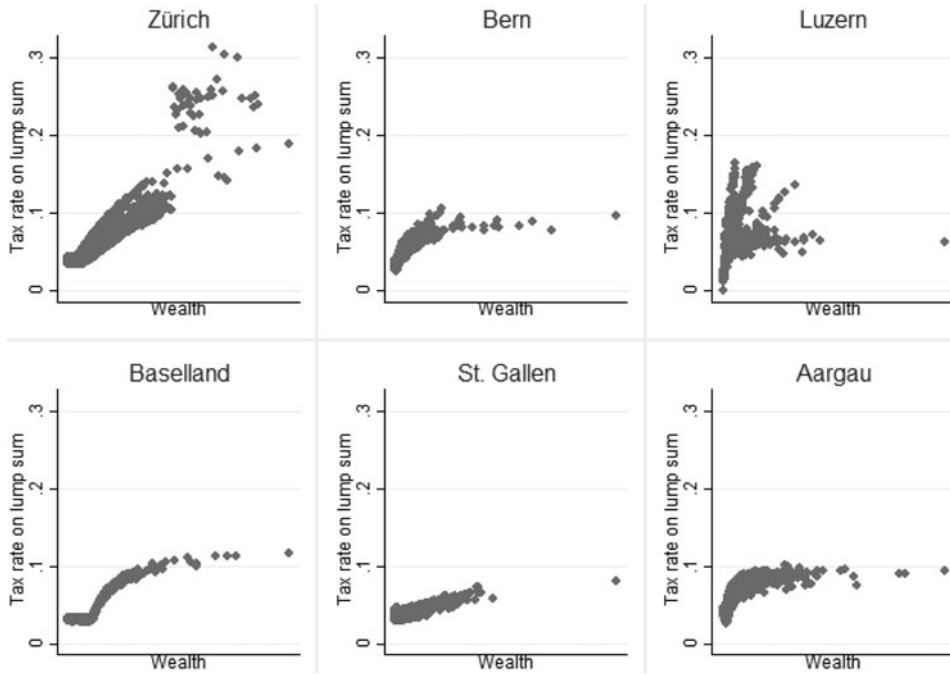 Zürich
Tax rate on lump sum
.3
.2
.1
0
Wealth
Bern
Tax rate on lump sum
.3
.2
.1
0
Wealth
Luzern
Tax rate on lump sum
.3
.2
.1
0
Wealth
Baselland
Tax rate on lump sum
.3
.2
.1
0
Wealth
St. Gallen
Tax rate on lump sum
.3
.2
.1
0
Wealth
Aargau
Tax rate on lump sum
.3
.2
.1
0
Wealth